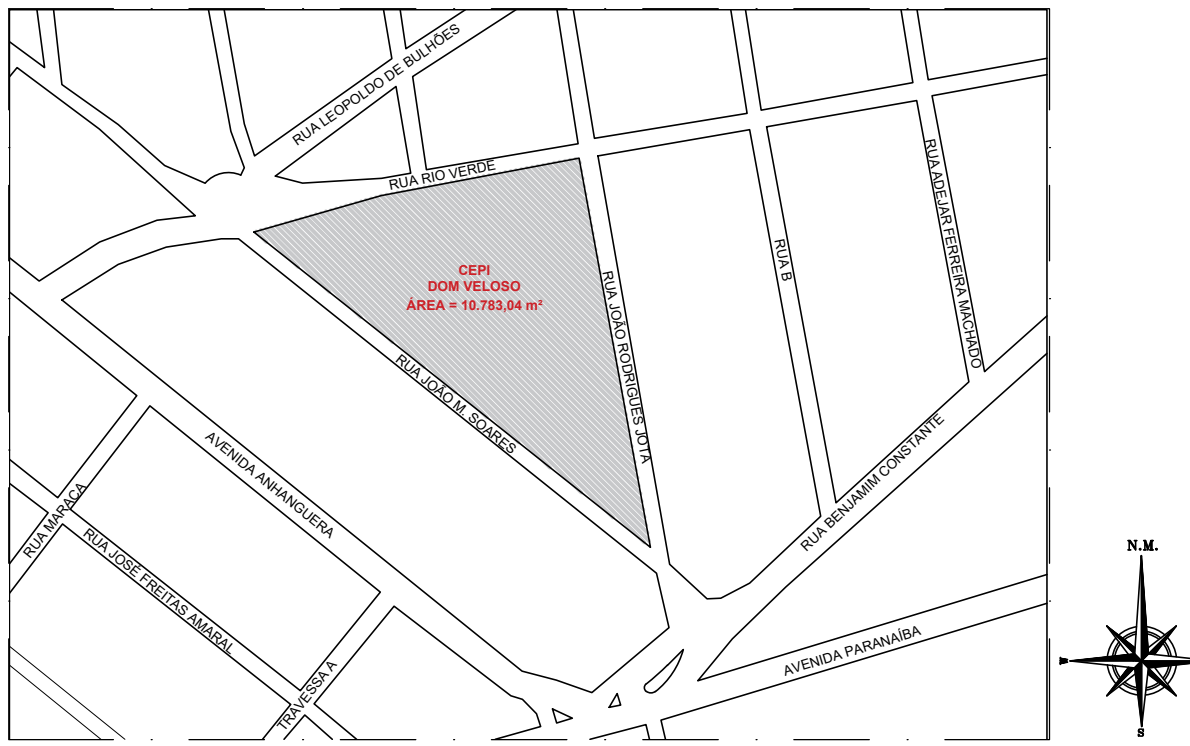 RUA LEOPOLDO DE BULHÕES
RUA RIO VERDE
RUA ADEJAR FERREIRA MACHADO
RUA B
CEPI
DOM VELOSO
ÁREA = 10.783,04 m²
RUA JOÃO RODRIGUES JOTA
RUA JOÃO M. SOARES
AVENIDA ANHANGUERA
RUA BENJAMIM CONSTANTE
RUA MARACA
RUA JOSÉ FREITAS AMARAL
TRAVESSA A
AVENIDA PARANAÍBA
N.M.
S